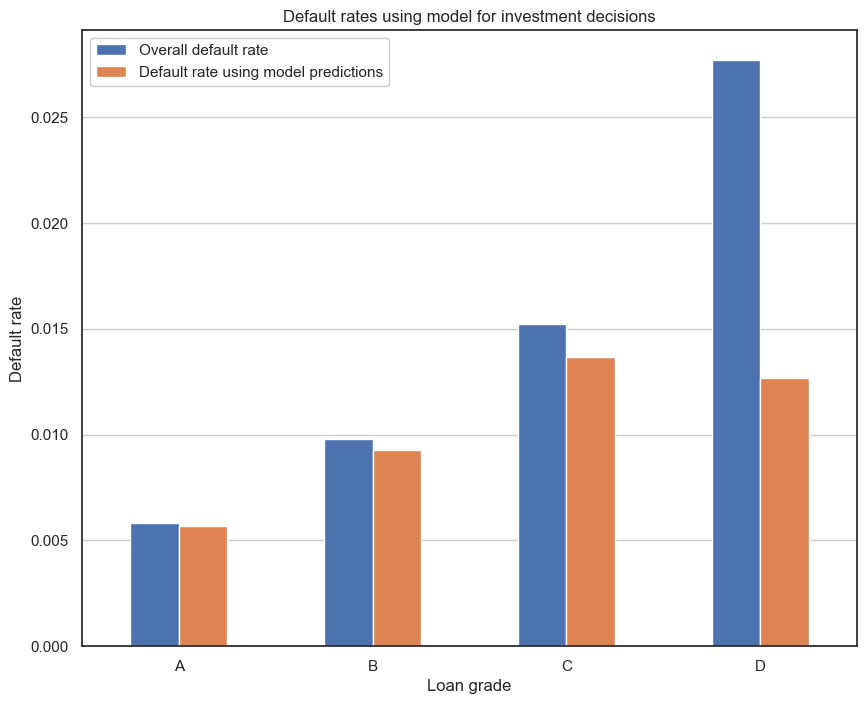 Default rates using model for investment decisions
Overall default rate
Default rate using model predictions
Default rate
0.025
0.020
0.015
0.010
0.005
0.000
A B C D
Loan grade